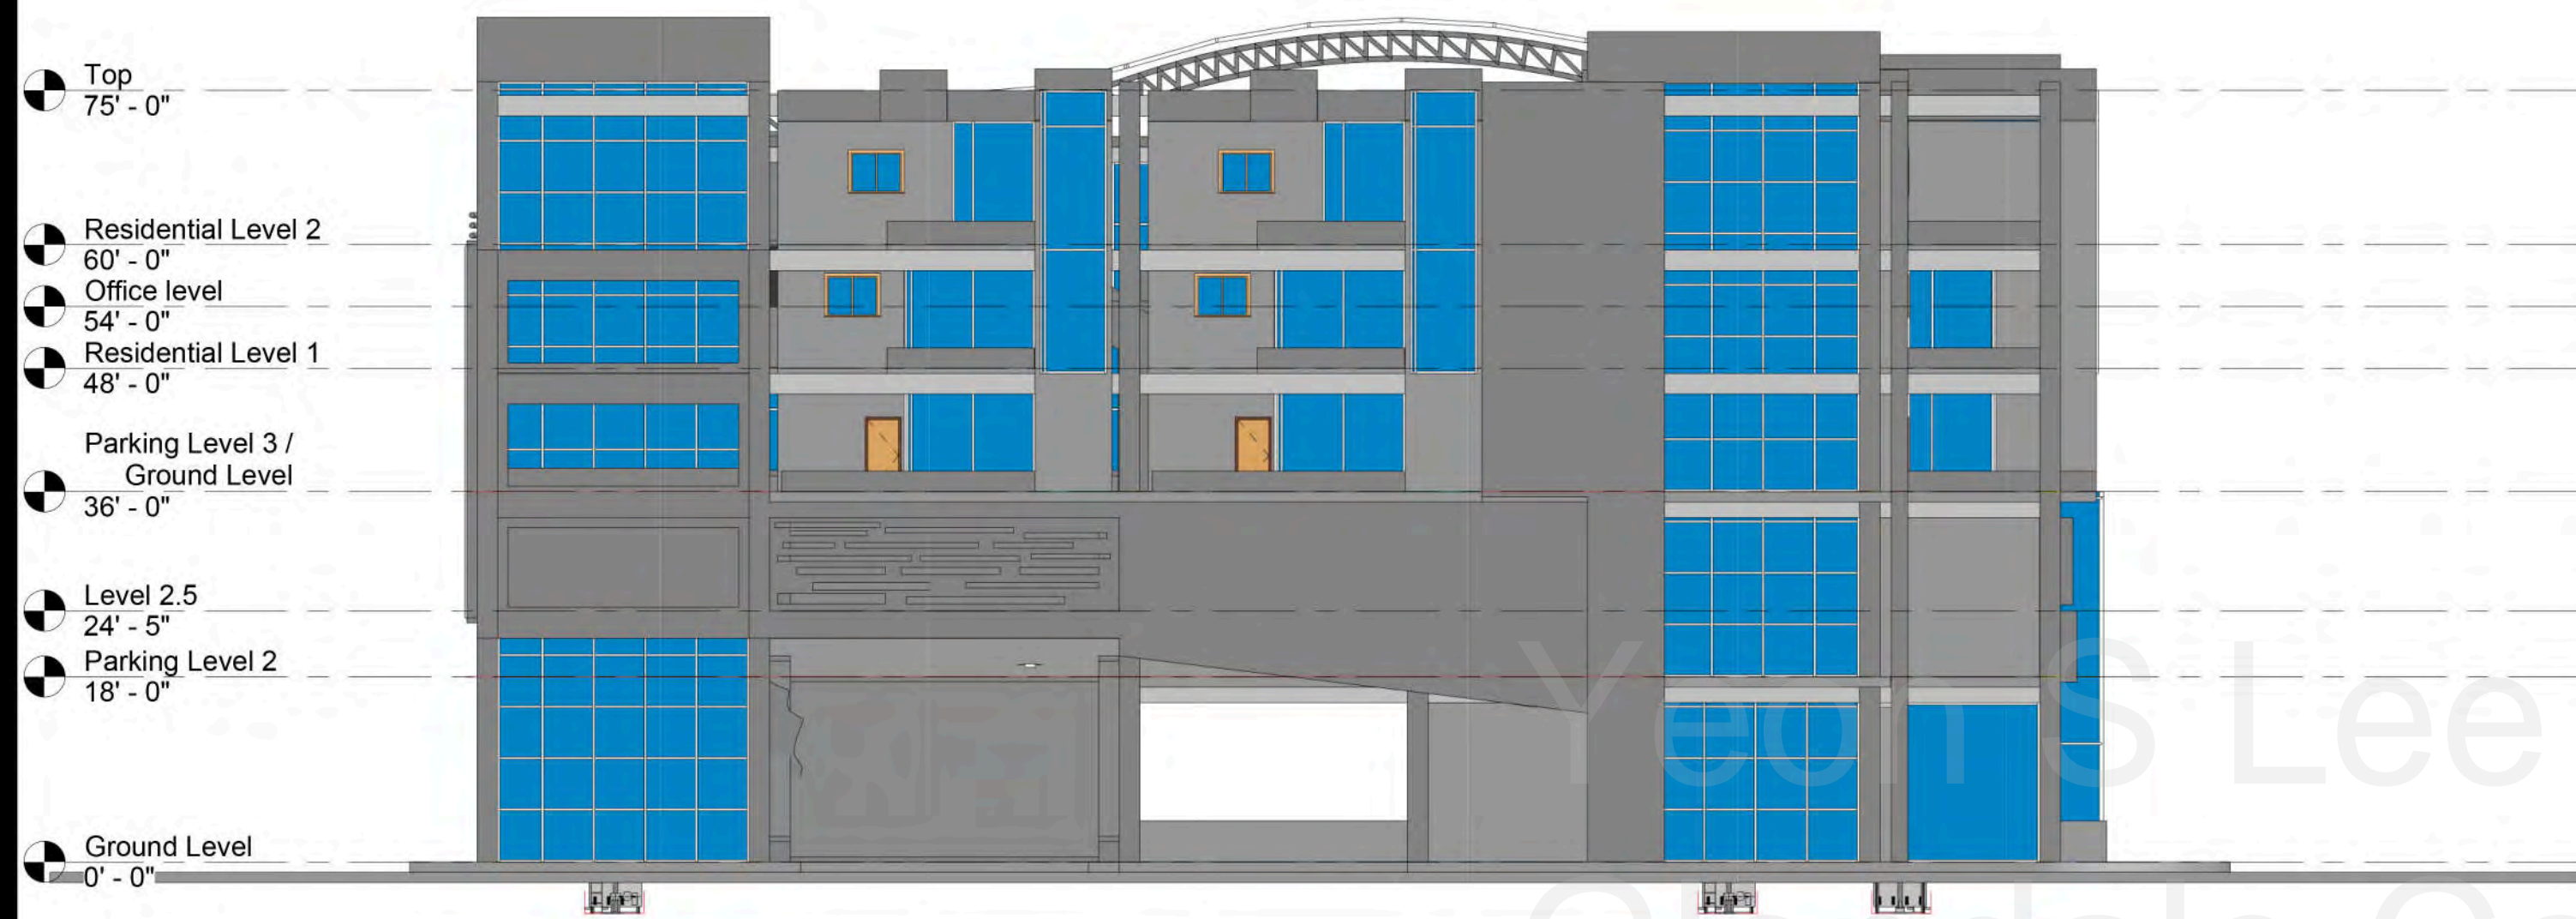 Top
75' - 0"
Residential Level 2
60' - 0"
Office level
54' - 0"
Residential Level 1
48' - 0"
Parking Level 3 /
Ground Level
36' - 0"
Level 2.5
24' - 5"
Parking Level 2
18' - 0"
Ground Level
0' - 0"
Yeon S Lee